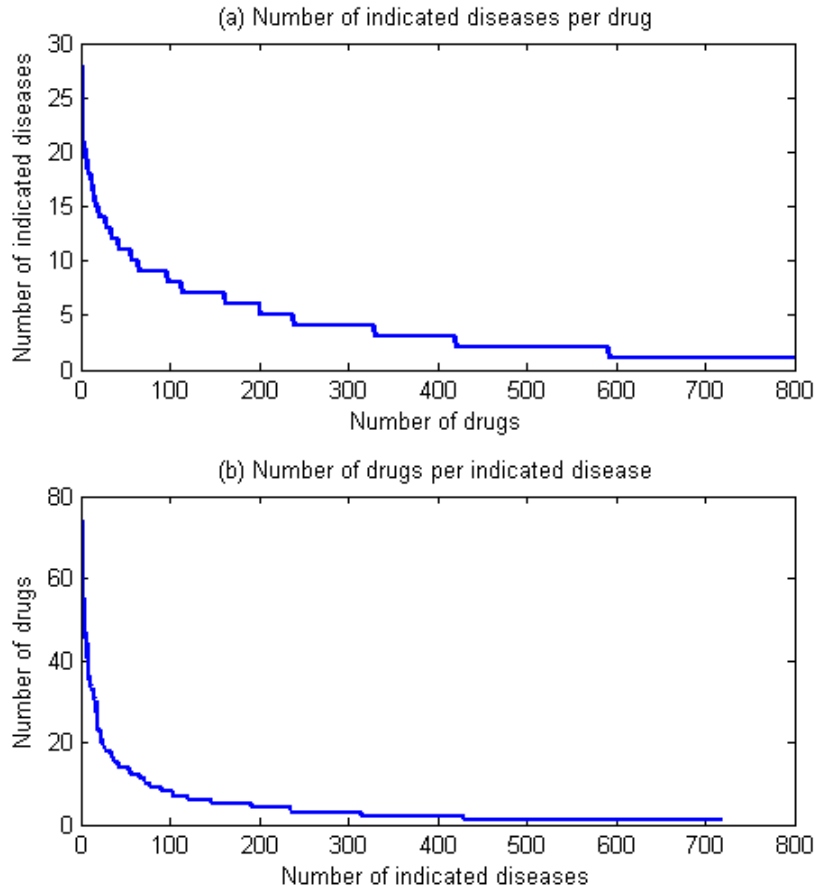 (a) Number of indicated diseases per drug
30
25
20
15
10
5
0
Number of indicated diseases
0 100 200 300 400 500 600 700 800
Number of drugs
(b) Number of drugs per indicated disease
80
60
40
20
0
Number of drugs
0 100 200 300 400 500 600 700 800
Number of indicated diseases